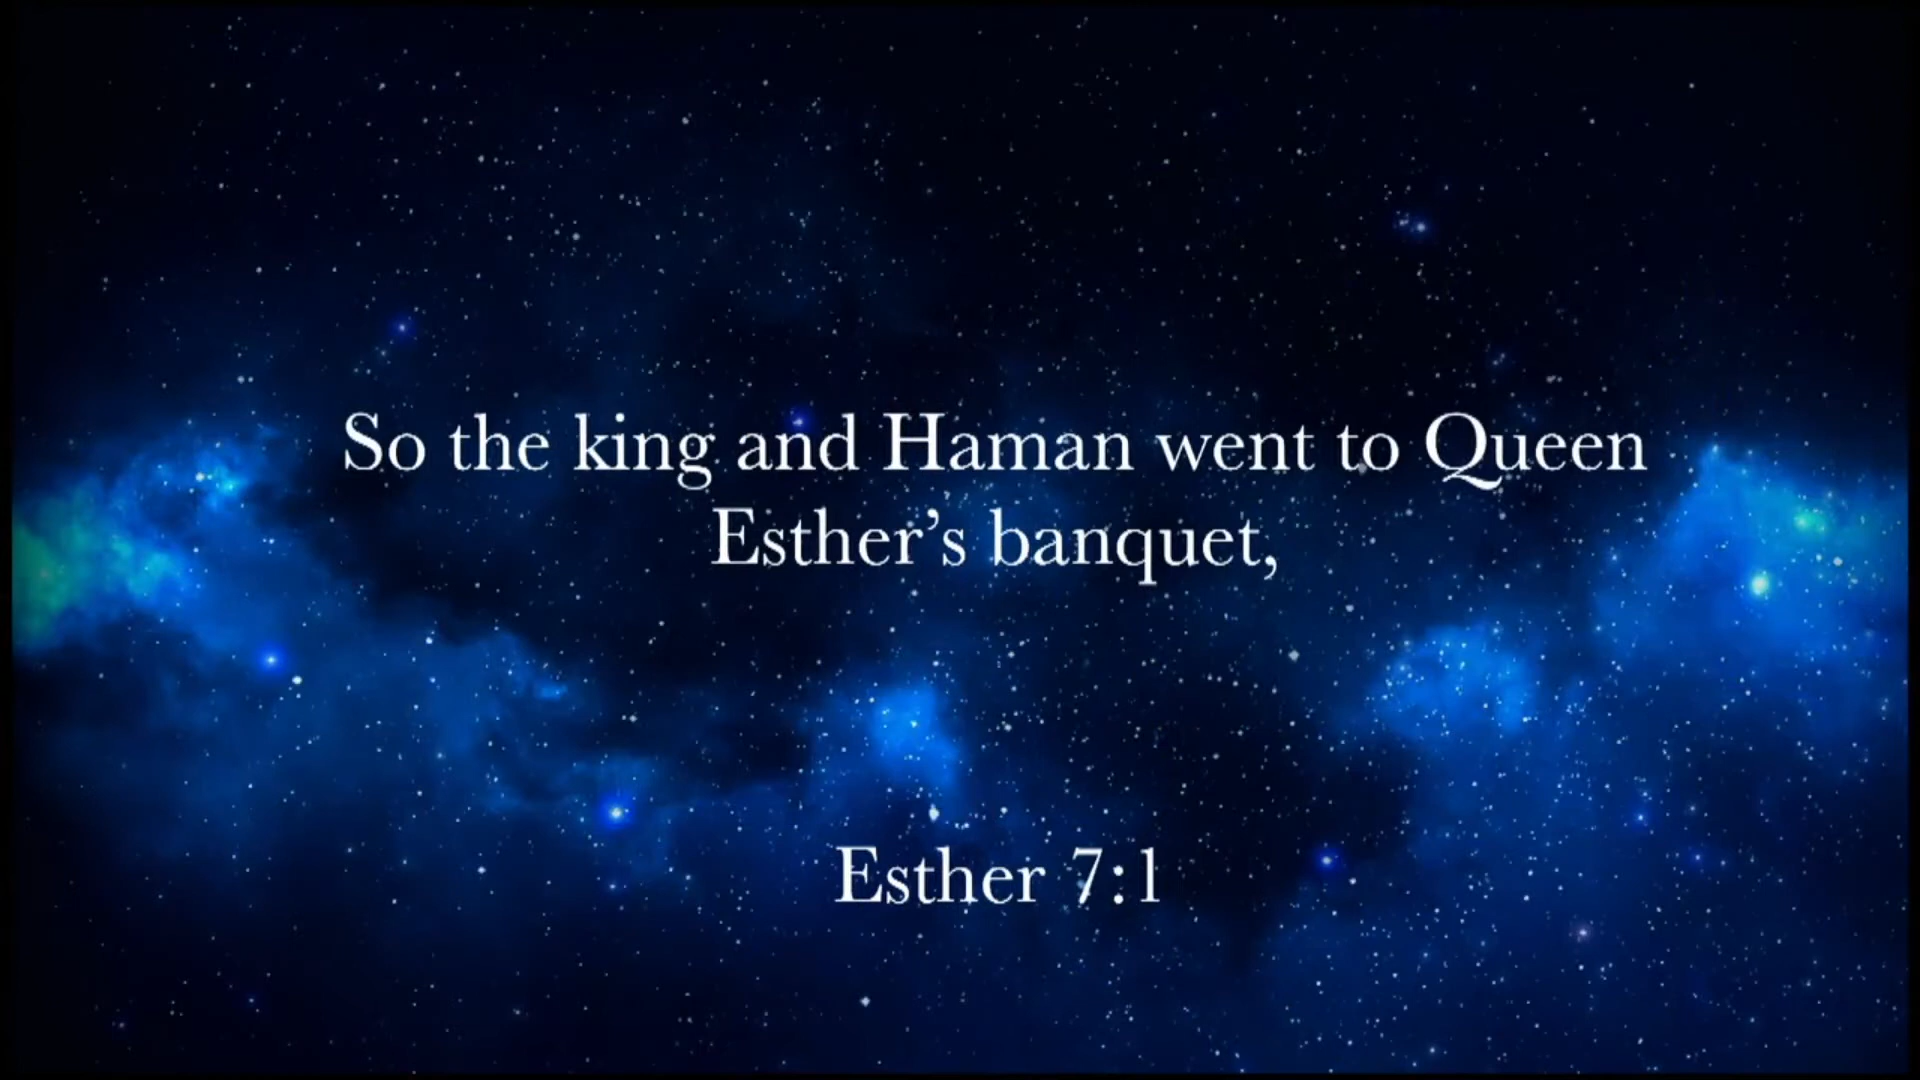 So the king and Haman went to Queen
Esther’s banquet,
Esther 7:1